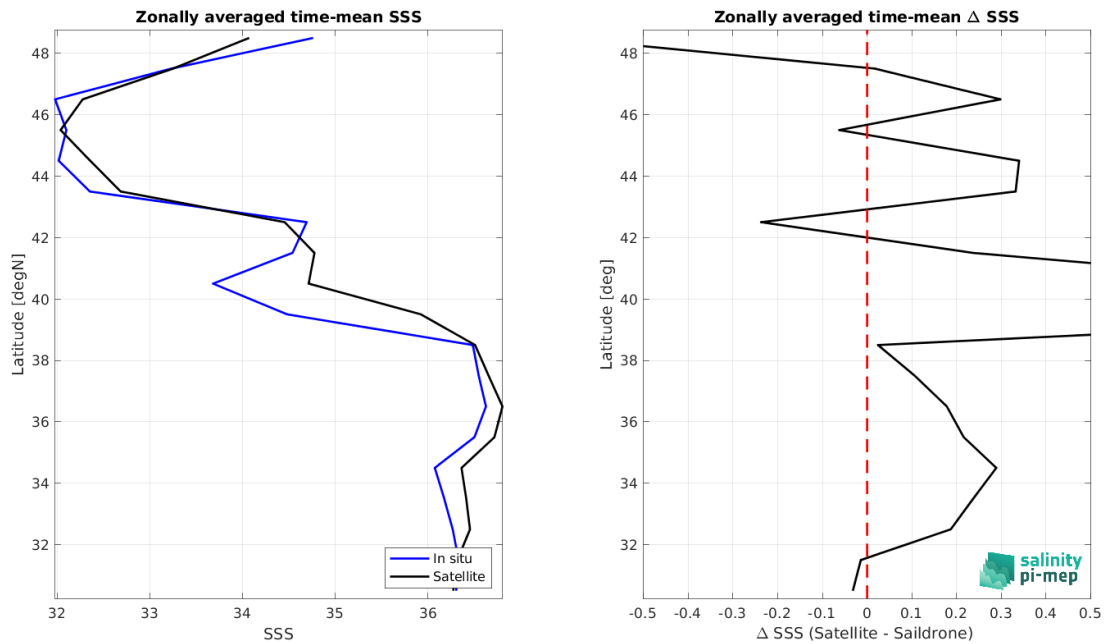 Zonally averaged time-mean SSS
48
46
44
42
40
38
36
34
32
Latitude [degN]
In situ
Satellite
32 33 34 35 36
SSS
Zonally averaged time-mean Δ SSS
48
46
44
42
40
38
36
34
32
Latitude [deg]
salinity
pi-mep
-0.5 -0.4 -0.3 -0.2 -0.1 0 0.1 0.2 0.3 0.4 0.5
Δ SSS (Satellite - Saildrone)